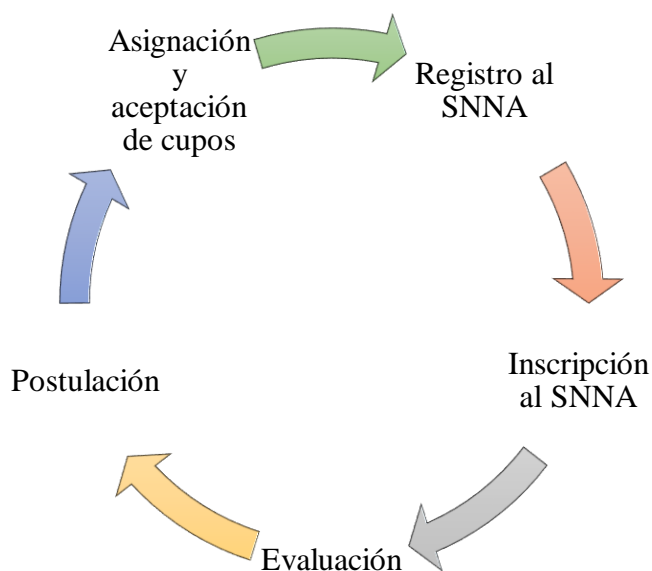 Asignación
y
aceptación
de cupos
Registro al
SNNA
Inscripción
al SNNA
Evaluación
Postulación